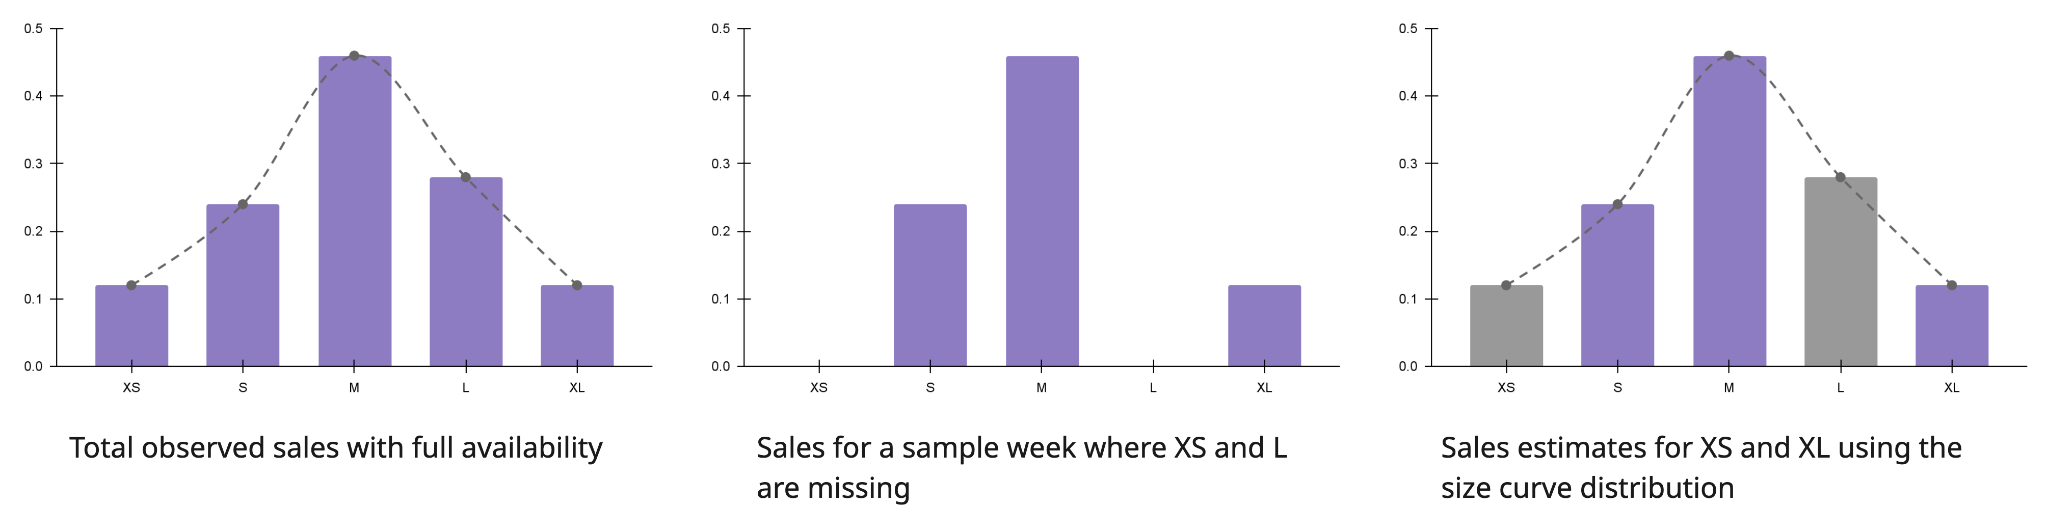 0.5
0.4
0.3
0.2
0.1
0.0
XS S M L XL
Total observed sales with full availability
0.5
0.4
0.3
0.2
0.1
0.0
XS S M L XL
Sales for a sample week where XS and L
are missing
0.5
0.4
0.3
0.2
0.1
0.0
XS S M L XL
Sales estimates for XS and XL using the
size curve distribution